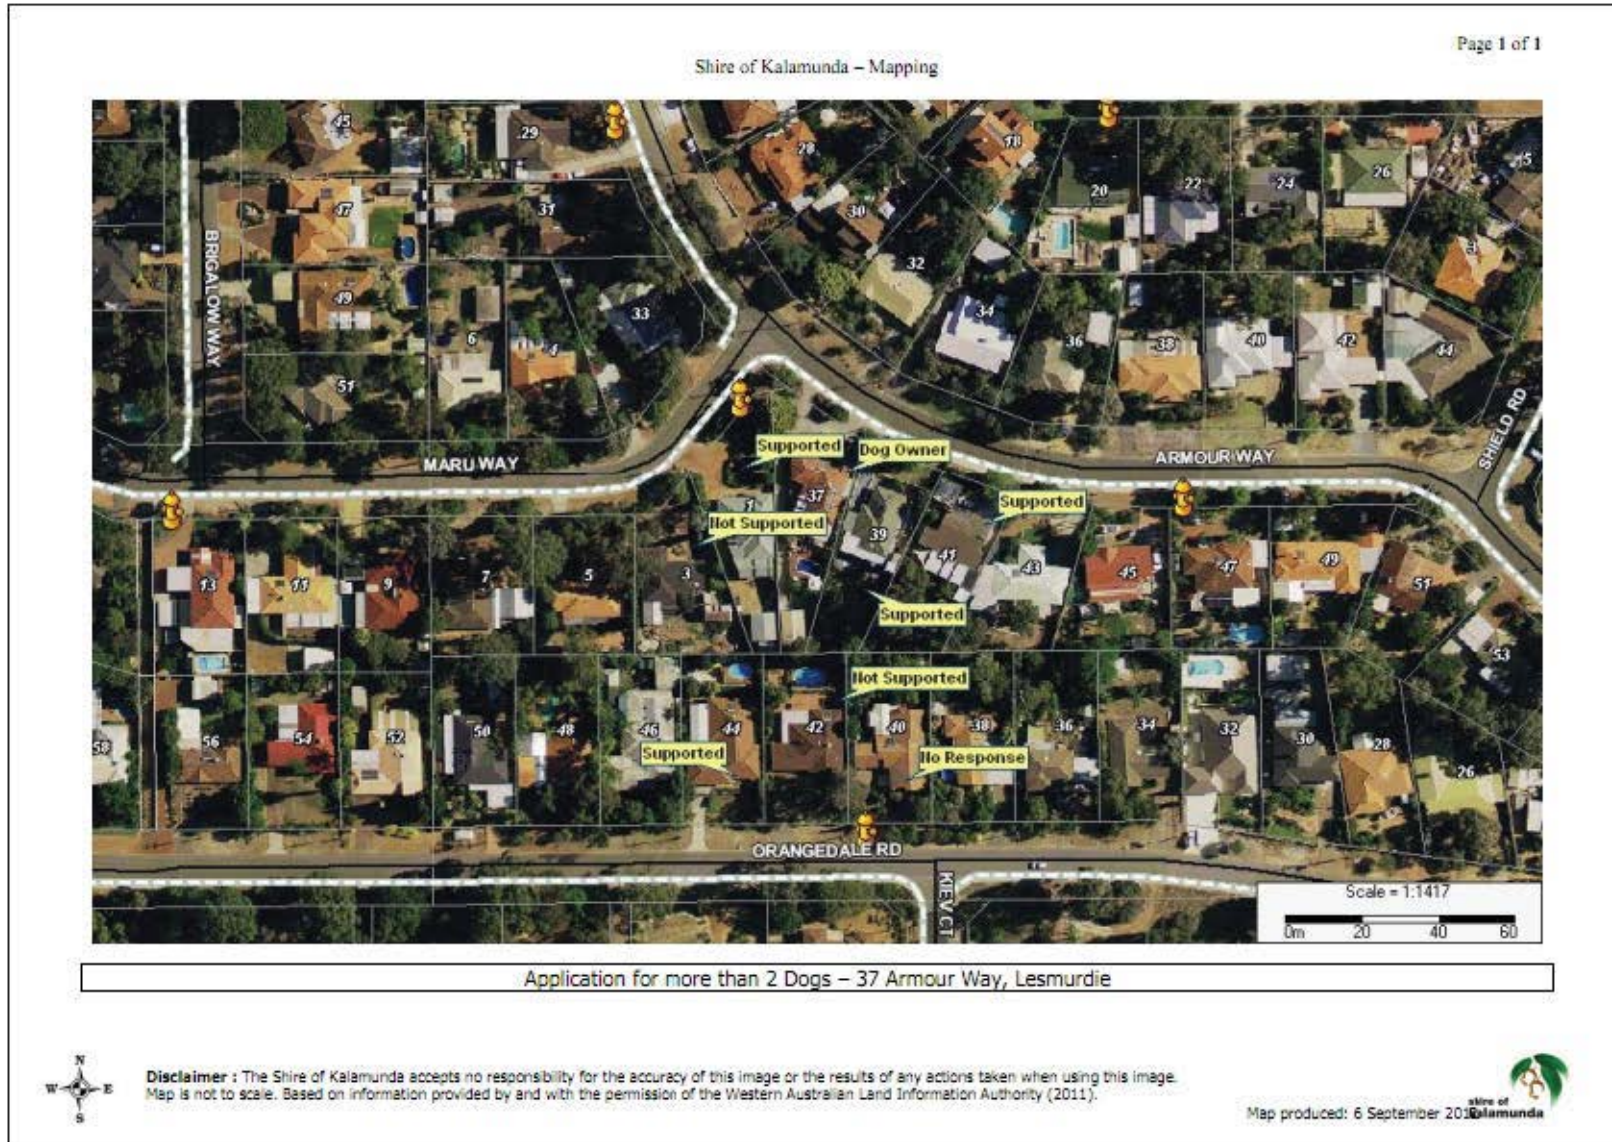 Page 1 of 1
Shire of Kalamunda – Mapping
45
29
28
18
20
22
24
26
5
47
31
30
32
3
BRIGALOW WAY
49
6
4
33
34
36
38
40
42
44
51
SHIELD RD
MARU WAY
Supported
Dog Owner
ARMOUR WAY
1
37
Not Supported
Supported
39
41
43
45
47
49
51
13
11
9
7
5
3
Supported
53
Not Supported
58
56
54
52
50
48
46
44
42
40
38
36
34
32
30
28
26
Supported
No Response
ORANGEDALE RD
KIEV CT
Scale = 1:1417
0m 20 40 60
Application for more than 2 Dogs – 37 Armour Way, Lesmurdie
N
W E
S
Disclaimer : The Shire of Kalamunda accepts no responsibility for the accuracy of this image or the results of any actions taken when using this image.
Map is not to scale. Based on information provided by and with the permission of the Western Australian Land Information Authority (2011).
Map produced: 6 September
shire of
kalamunda